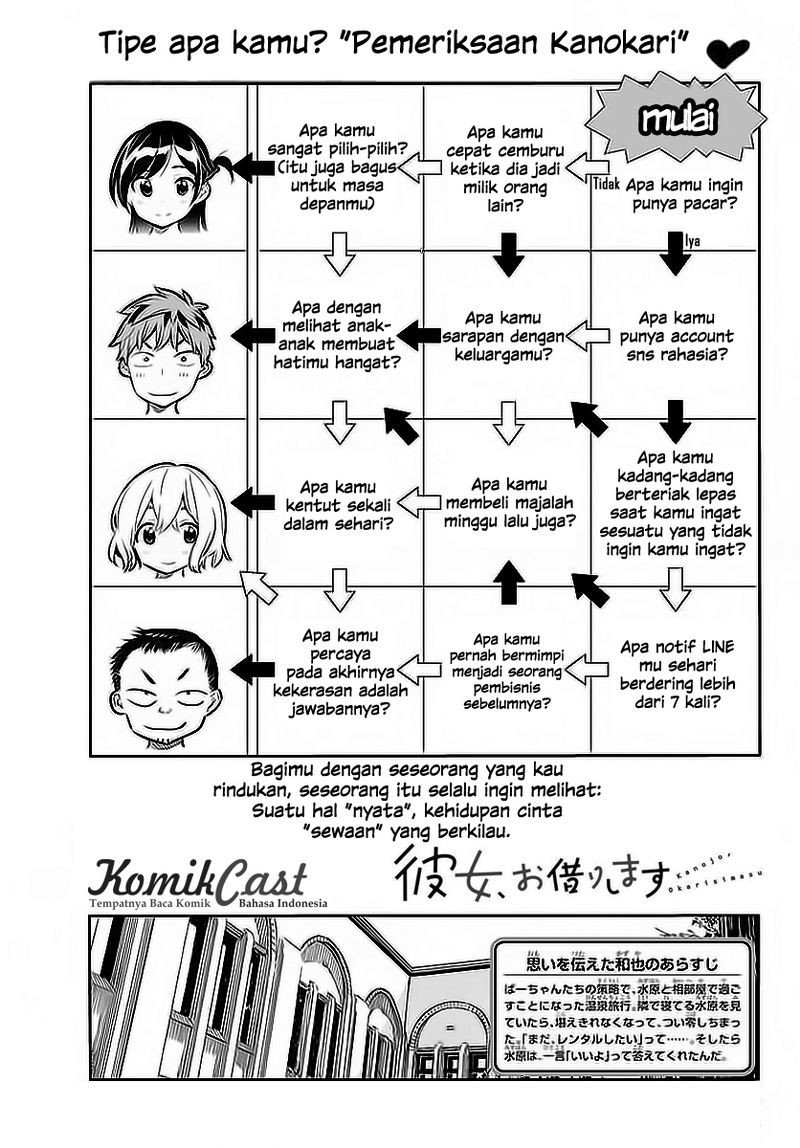 Tipe apa kamu? "Pemeriksaan Kanokari"
mulai
Apa kamu
sangat pilih-pilih?
(itu juga bagus
untuk masa
depanmu)
Apa kamu
cepat cemburu
ketika dia jadi
milik orang
lain?
Tidak
Apa kamu ingin
punya pacar?
Iya
Apa dengan
melihat anak-
anak membuat
hatimu hangat?
Apa kamu
sarapan dengan
keluargamu?
Apa kamu
punya account
sns rahasia?
Apa kamu
kentut sekali
dalam sehari?
Apa kamu
membeli majalah
minggu lalu juga?
Apa kamu
kadang-kadang
berteriak lepas
saat kamu ingat
sesuatu yang tidak
ingin kamu ingat?
Apa kamu
percaya
pada akhirnya
kekerasan adalah
jawabannya?
Apa kamu
pernah bermimpi
menjadi seorang
pembisnis
sebelumnya?
Apa notif LINE
mu sehari
berdering lebih
dari 7 kali?
Bagimu dengan seseorang yang kau
rindukan, seseorang itu selalu ingin melihat:
Suatu hal "nyata", kehidupan cinta
"sewaan" yang berkilau.
KomikCast
Tempatnya Baca Komik Bahasa Indonesia
彼女、お借りします
Kanojo,
Okarishimasu
思いを伝えた和也のあらすじ
ばーちゃんたちの策略で、水原と相部屋で過ご
すことになった温泉旅行。隣で寝てる水原を見
ていたら、堪えきれなくなって、つい零しちまっ
た。「まだ、レンタルしたい」って……。そしたら
水原は、一言「いいよ」って答えてくれたんだ。